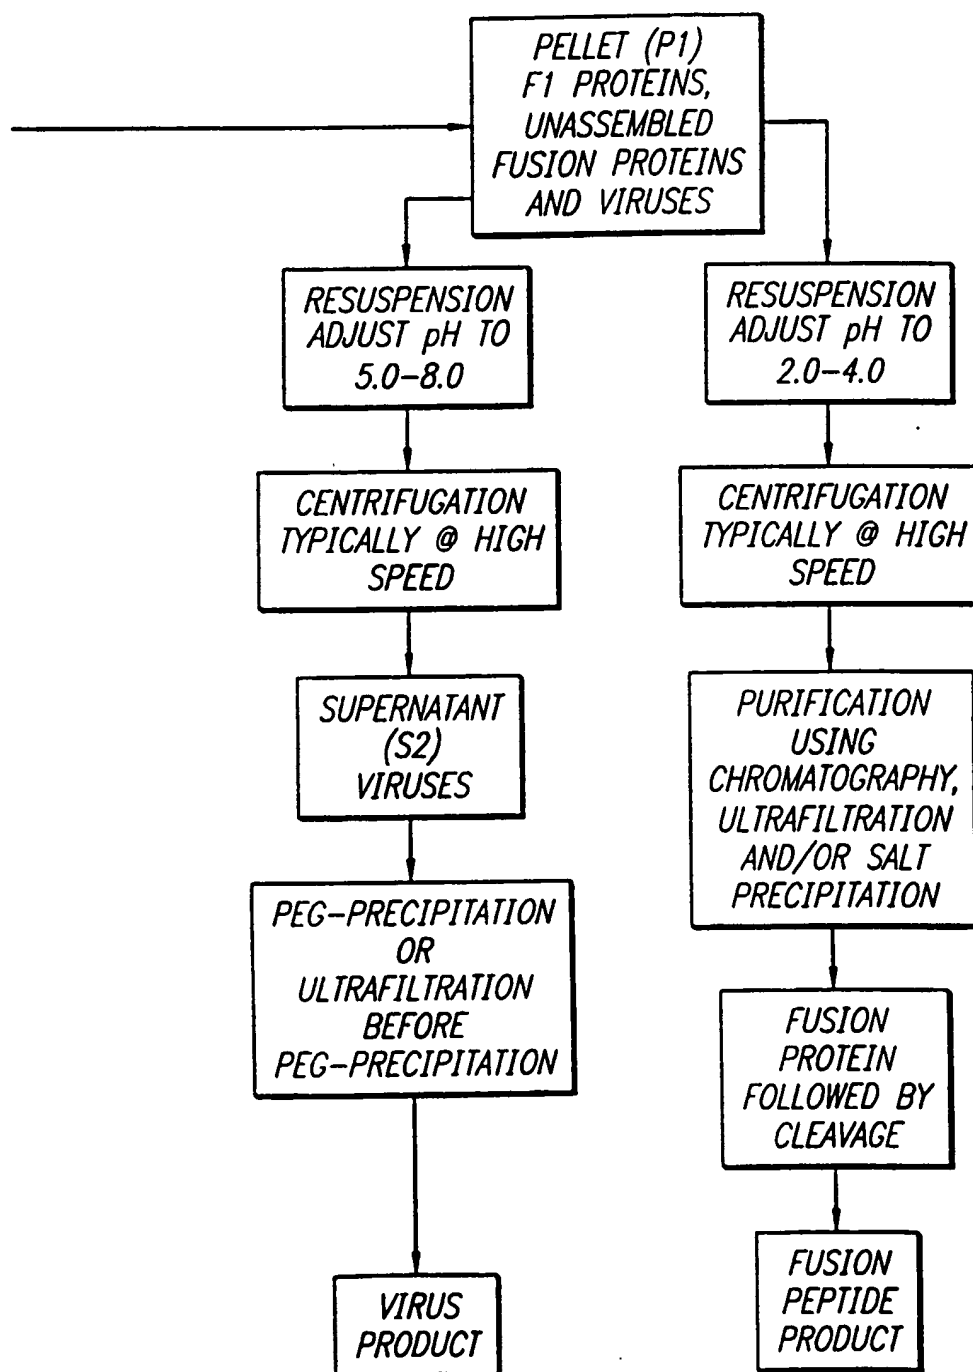 PELLET (P1)
F1 PROTEINS,
UNASSEMBLED
FUSION PROTEINS
AND VIRUSES
RESUSPENSION
ADJUST pH TO
5.0-8.0
CENTRIFUGATION
TYPICALLY @ HIGH
SPEED
SUPERNATANT
(S2)
VIRUSES
PEG-PRECIPITATION
OR
ULTRAFILTRATION
BEFORE
PEG-PRECIPITATION
VIRUS
PRODUCT
RESUSPENSION
ADJUST pH TO
2.0-4.0
CENTRIFUGATION
TYPICALLY @ HIGH
SPEED
PURIFICATION
USING
CHROMATOGRAPHY,
ULTRAFILTRATION
AND/OR SALT
PRECIPITATION
FUSION
PROTEIN
FOLLOWED BY
CLEAVAGE
FUSION
PEPTIDE
PRODUCT